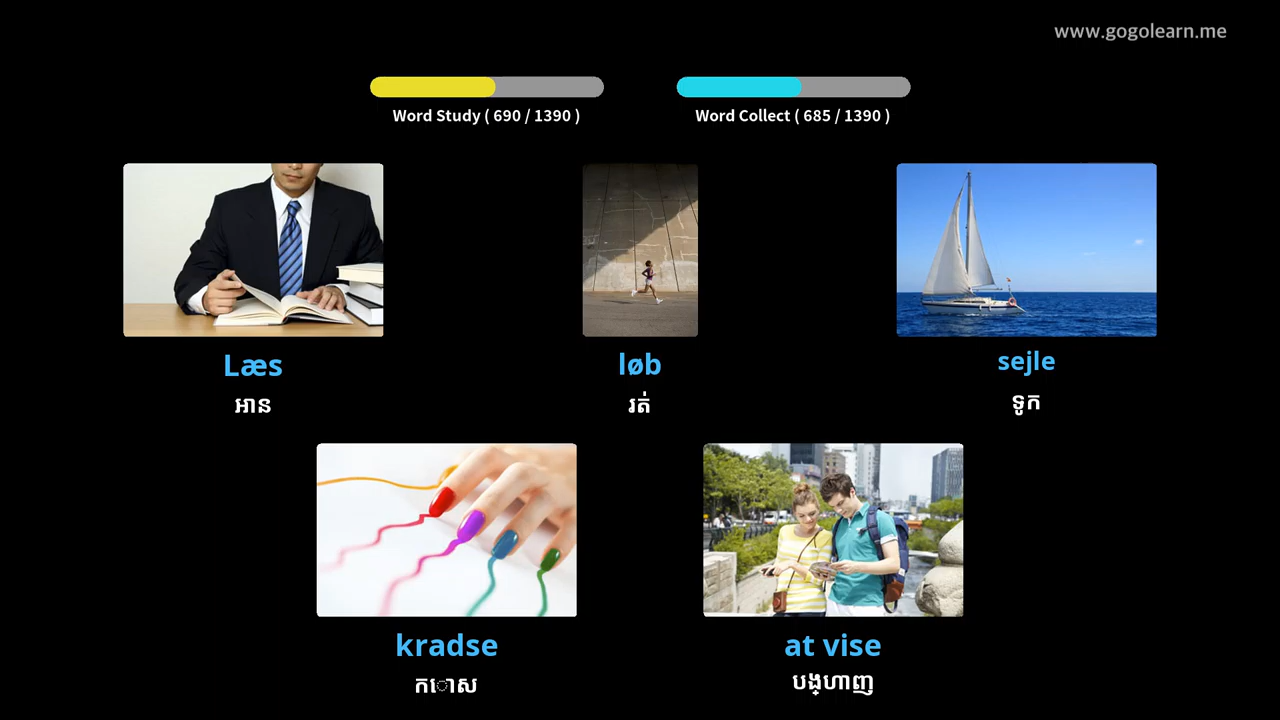 www.gogolearn.me
Word Study ( 690 / 1390 )
Word Collect ( 685 / 1390 )
Læs
løb
sejle
អាន
រត់
ទូក
kradse
at vise
កោស
បង្ហាញ